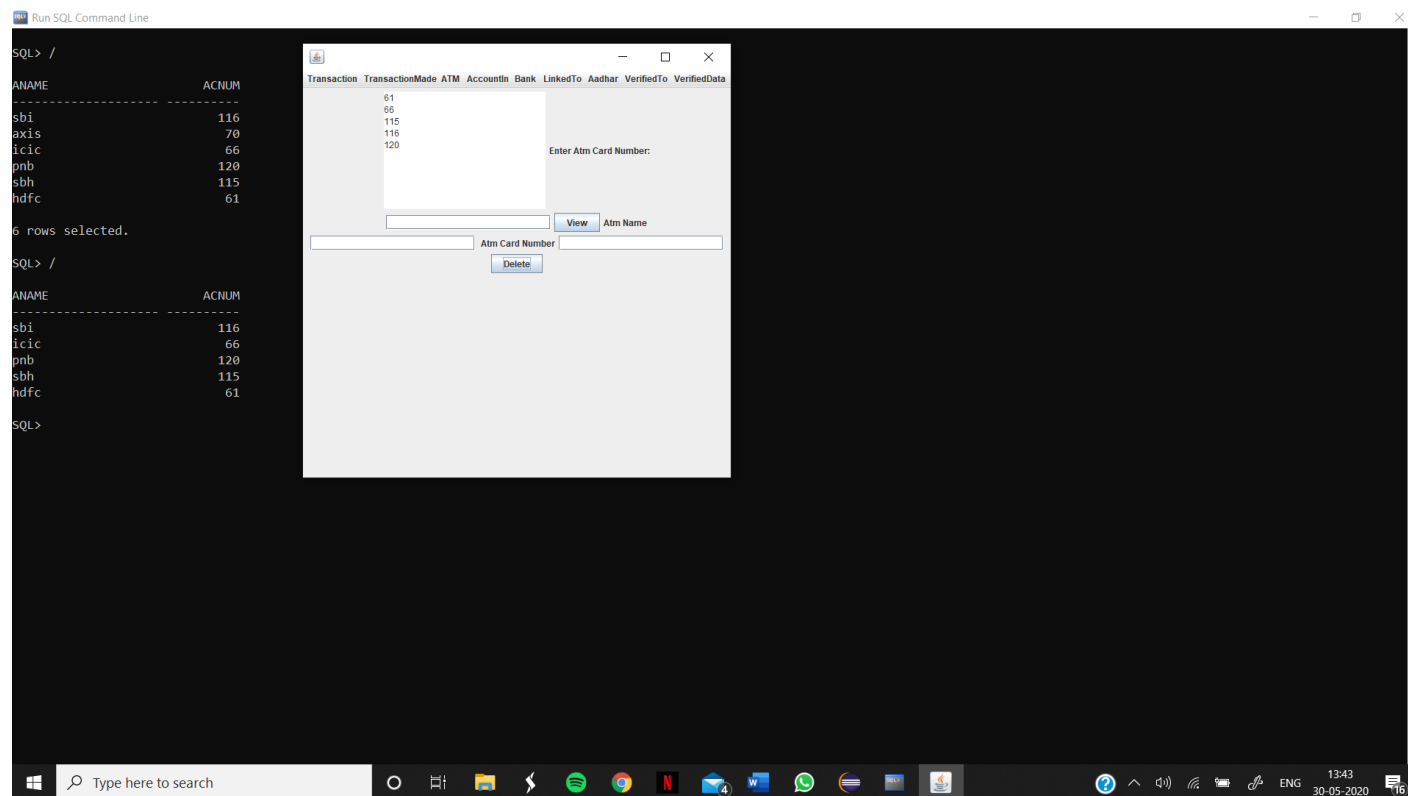 Run SQL Command Line
SQL> /
ANAME ACNUM
-------------------- ----------
sbi 116
axis 70
icic 66
pnb 120
sbh 115
hdfc 61
6 rows selected.
SQL> /
ANAME ACNUM
-------------------- ----------
sbi 116
icic 66
pnb 120
sbh 115
hdfc 61
SQL>
Transaction TransactionMade ATM AccountIn Bank LinkedTo Aadhar VerifiedTo VerifiedData
61
66
115
116
120
Enter Atm Card Number:
View Atm Name
Atm Card Number
Delete
Type here to search
4
ENG
13:43
30-05-2020
16